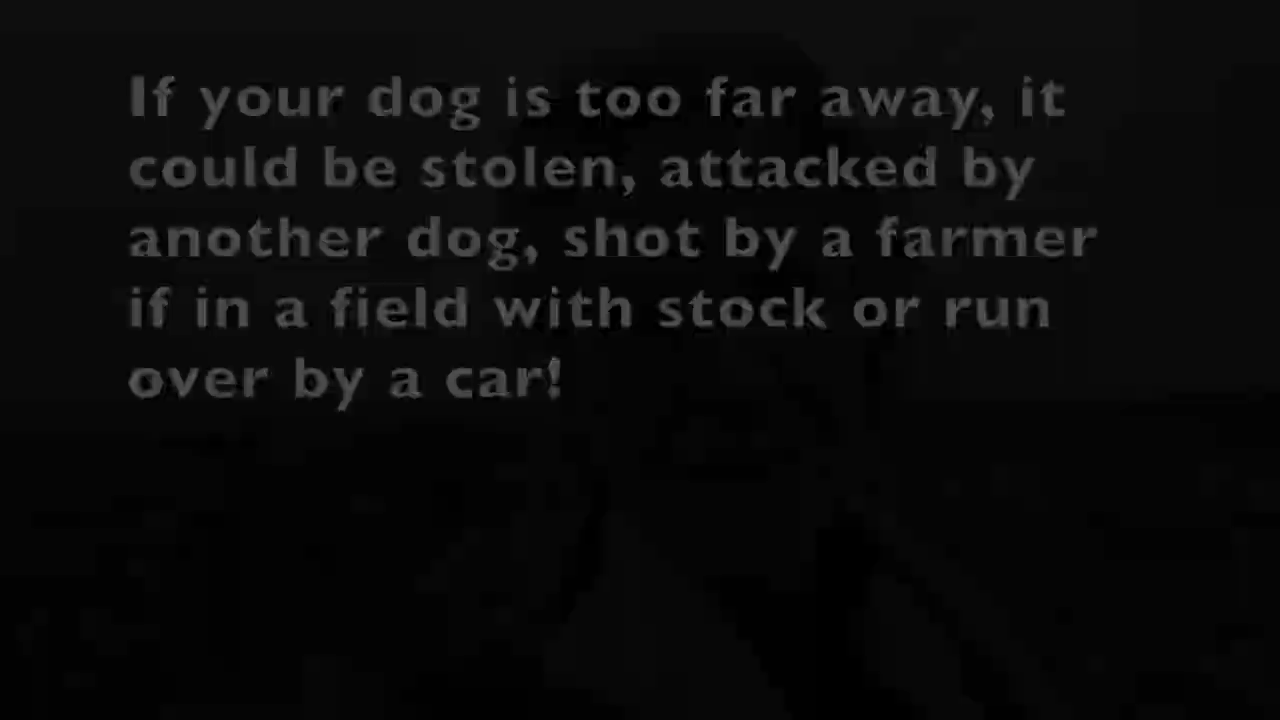 If your dog is too far away, it
could be stolen, attacked by
another dog, shot by a farmer
if in a field with stock or run
over by a car!